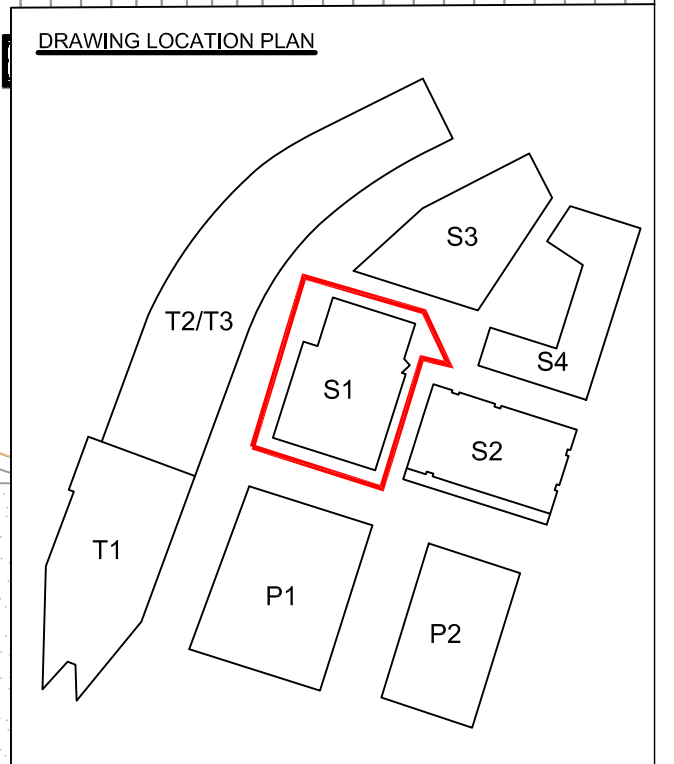 DRAWING LOCATION PLAN
S3
T2/T3
S4
S1
S2
T1
P1
P2